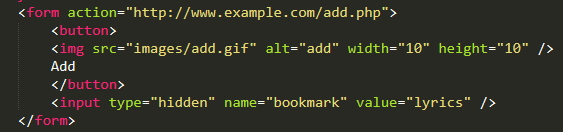 <form action="http://www.example.com/add.php">
<button>
<img src="images/add.gif" alt="add" width="10" height="10" />
Add
</button>
<input type="hidden" name="bookmark" value="lyrics" />
</form>